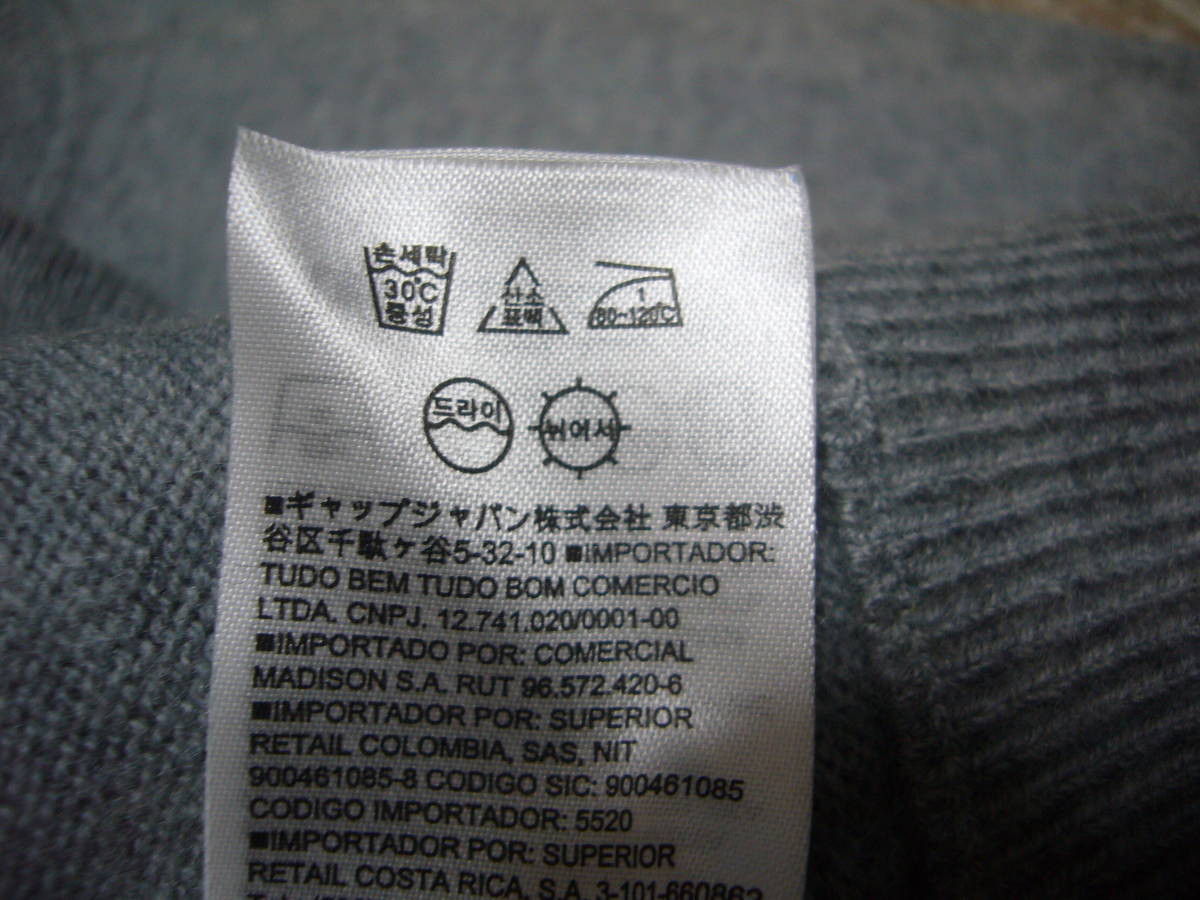 손세탁
30℃
중성
산소
표백
1
80~120℃
드라이
뉘어서
■ギャップジャパン株式会社 東京都渋
谷区千駄ヶ谷5-32-10 ■IMPORTADOR:
TUDO BEM TUDO BOM COMERCIO
LTDA. CNPJ. 12.741.020/0001-00
■IMPORTADO POR: COMERCIAL
MADISON S.A. RUT 96.572.420-6
■IMPORTADOR POR: SUPERIOR
RETAIL COLOMBIA, SAS, NIT
900461085-8 CODIGO SIC: 900461085
CODIGO IMPORTADOR: 5520
■IMPORTADOR POR: SUPERIOR
RETAIL COSTA RICA, S.A. 3-101-660862